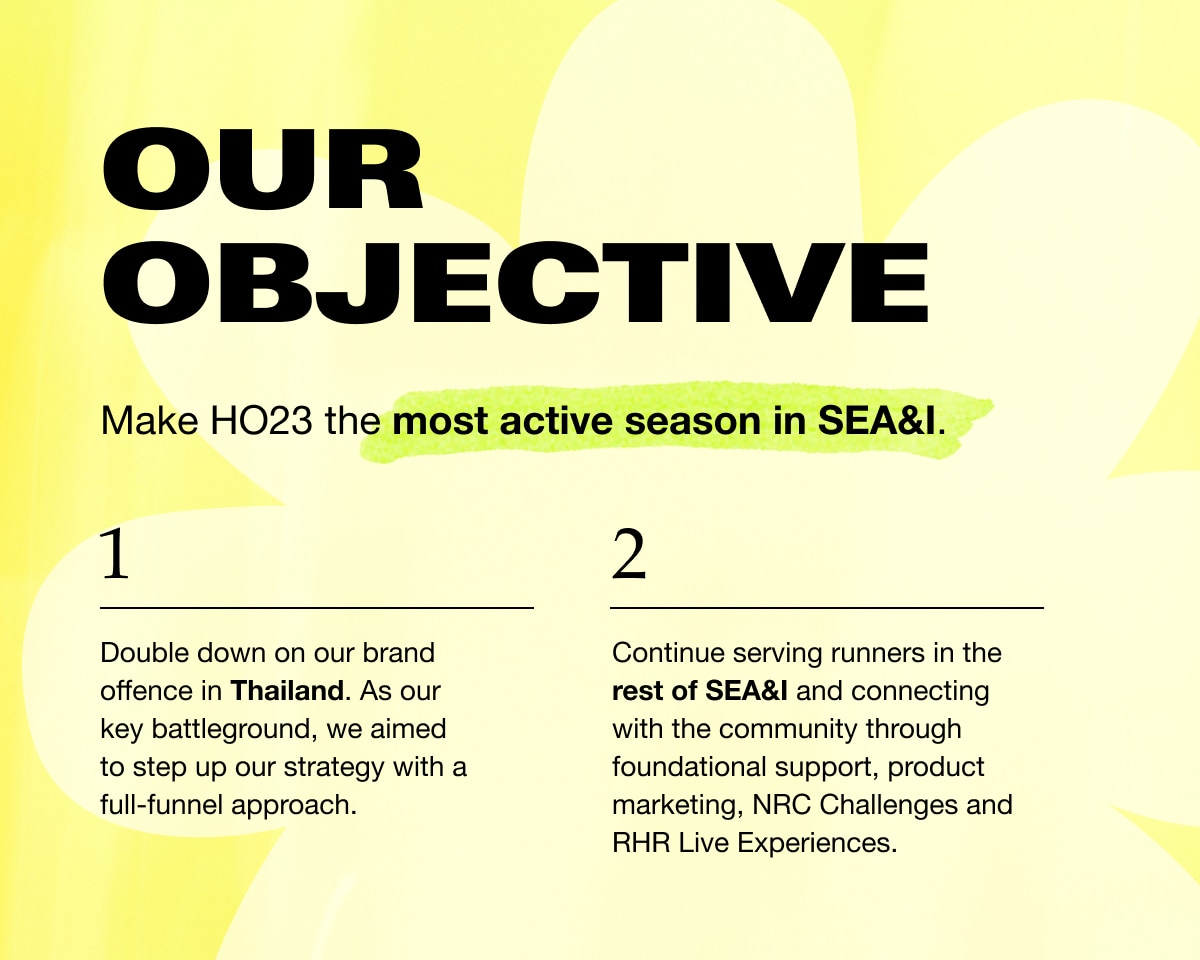 OUR
OBJECTIVE
Make HO23 the most active season in SEA&I.
1
Double down on our brand
offence in Thailand. As our
key battleground, we aimed
to step up our strategy with a
full-funnel approach.
2
Continue serving runners in the
rest of SEA&I and connecting
with the community through
foundational support, product
marketing, NRC Challenges and
RHR Live Experiences.